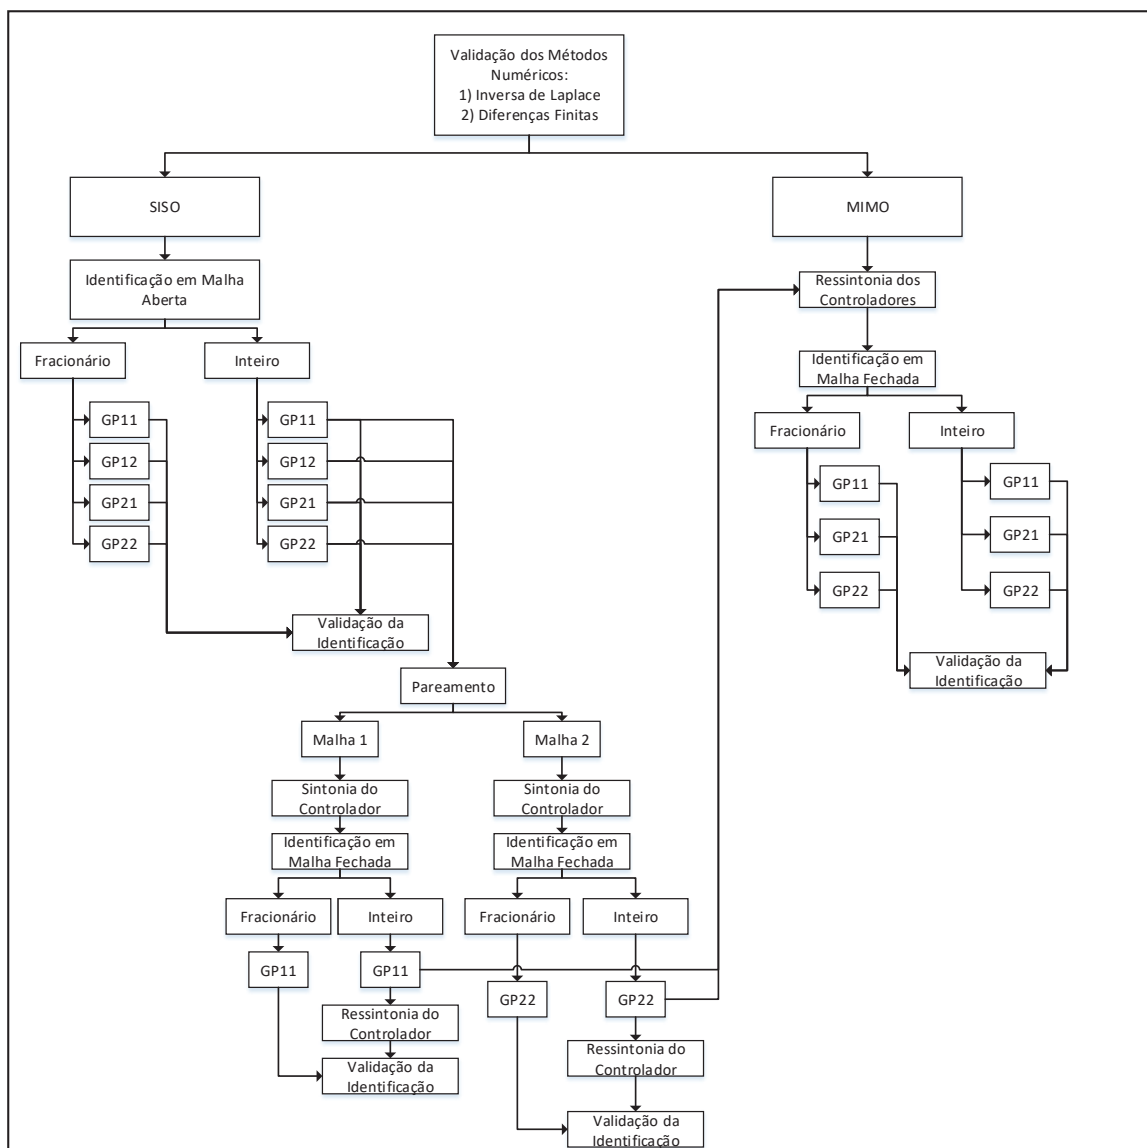 Validação dos Métodos
Numéricos:
1) Inversa de Laplace
2) Diferenças Finitas
SISO
MIMO
Identificação em Malha
Aberta
Ressintonia dos
Controladores
Fracionário
Inteiro
Identificação em
Malha Fechada
GP11
GP12
GP21
GP22
GP11
GP12
GP21
GP22
Fracionário
Inteiro
GP11
GP21
GP22
GP11
GP21
GP22
Validação da
Identificação
Validação da
Identificação
Pareamento
Malha 1
Malha 2
Sintonia do
Controlador
Sintonia do
Controlador
Identificação em
Malha Fechada
Identificação em
Malha Fechada
Fracionário
Inteiro
Fracionário
Inteiro
GP11
GP11
GP22
GP22
Ressintonia do
Controlador
Ressintonia do
Controlador
Validação da
Identificação
Validação da
Identificação